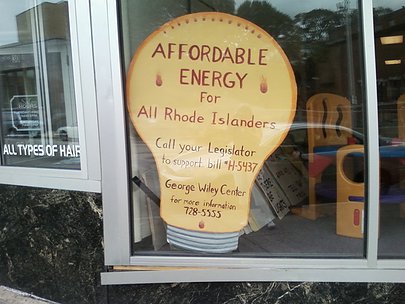 AFFORDABLE
ENERGY
For
All Rhode Islanders
Call your Legislator
to support bill #H-5437
George Wiley Center
for more information
728-5555
ALL TYPES OF HAIR